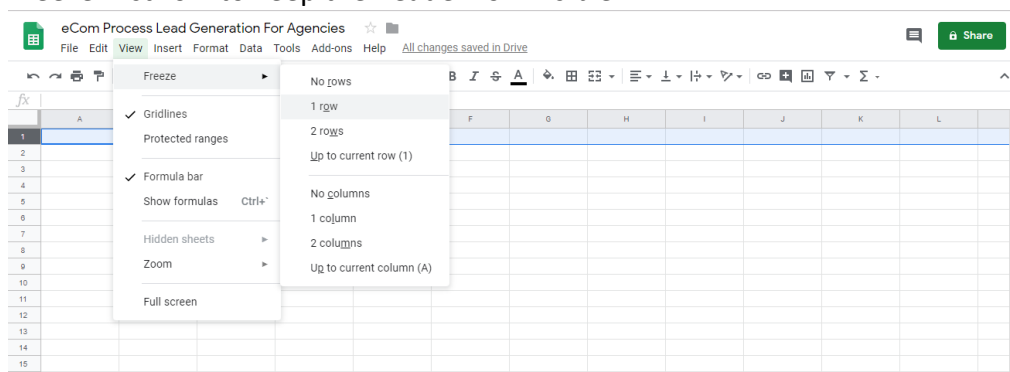 eCom Process Lead Generation For Agencies
File Edit View Insert Format Data Tools Add-ons Help All changes saved in Drive
Share
B I S A
fx
Freeze
Gridlines
Protected ranges
Formula bar
Show formulas Ctrl+`
Hidden sheets
Zoom
Full screen
No rows
1 row
2 rows
Up to current row (1)
No columns
1 column
2 columns
Up to current column (A)
A F G H I J K L
1
2
3
4
5
6
7
8
9
10
11
12
13
14
15